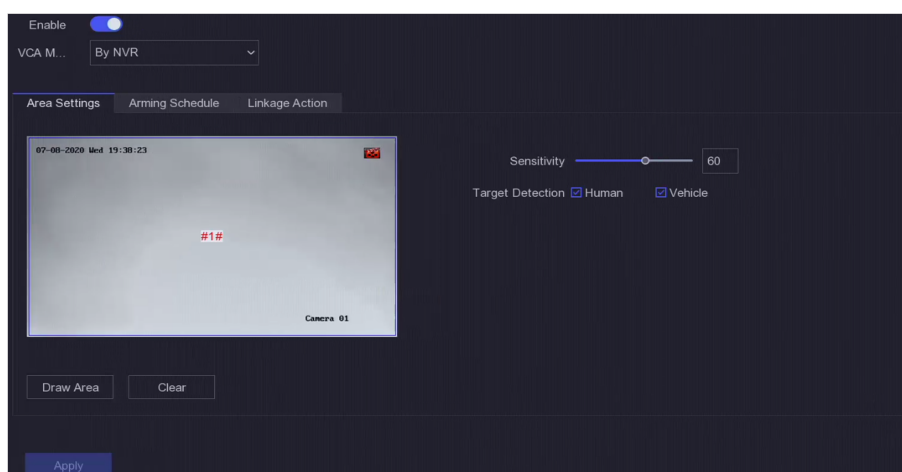 Enable
VCA M... By NVR
Area Settings Arming Schedule Linkage Action
07-08-2020 Wed 19:38:23
Sensitivity 60
Target Detection Human Vehicle
#1#
Camera 01
Draw Area Clear
Apply